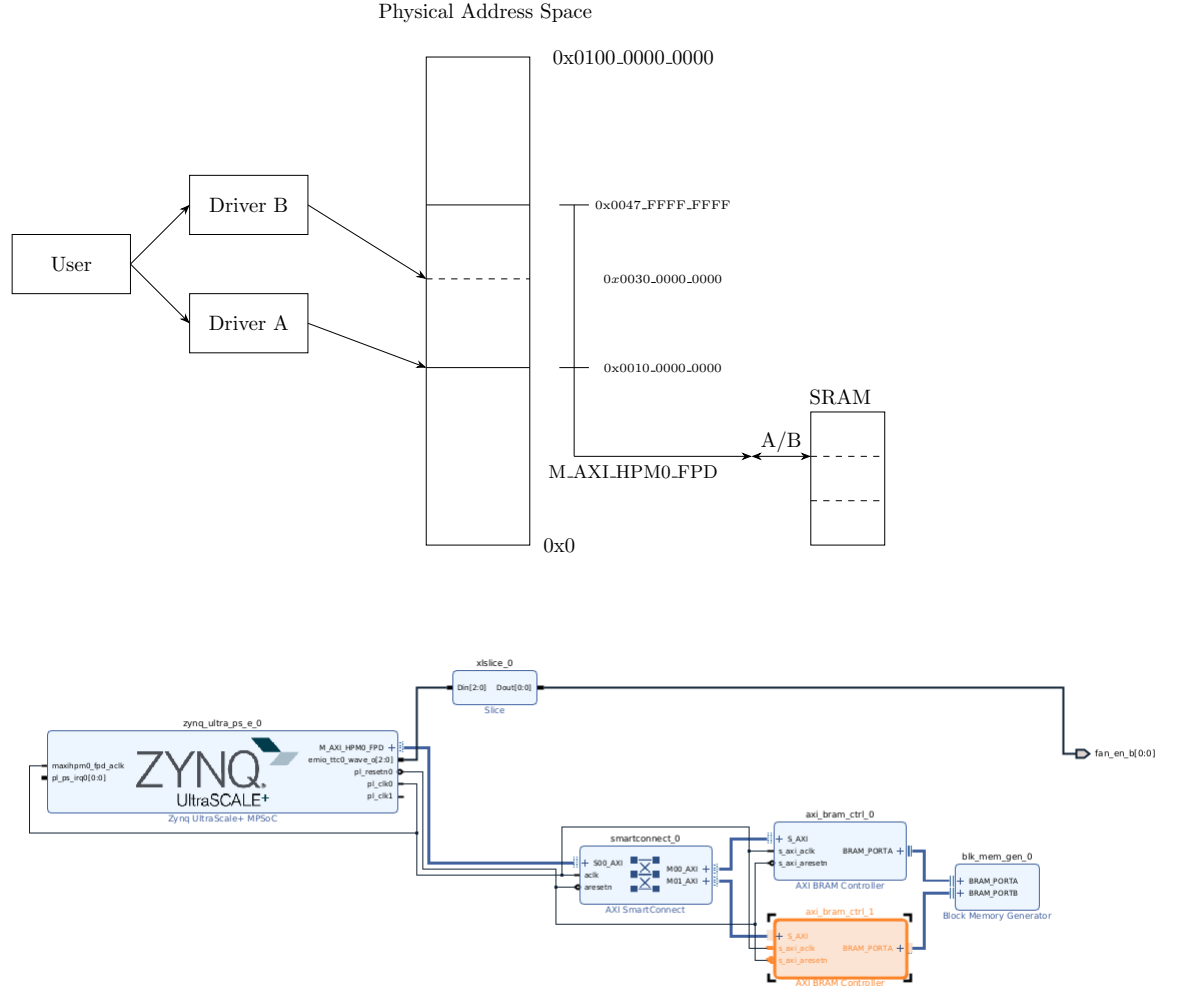 Physical Address Space
0x0100_0000_0000
Driver B
0x0047_FFFF_FFFF
User
0x0030_0000_0000
Driver A
0x0010_0000_0000
SRAM
A/B
M_AXI_HPM0_FPD
0x0
xlslice_0
Din[2:0] Dout[0:0]
Slice
zynq_ultra_ps_e_0
M_AXI_HPM0_FPD
emio_ttc0_wave_o[2:0]
maxihpm0_fpd_aclk
pl_resetn0
pl_ps_irq0[0:0]
pl_clk0
pl_clk1
ZYNQ
UltraSCALE+
Zynq UltraScale+ MPSoC
fan_en_b[0:0]
smartconnect_0
S00_AXI
aclk
aresetn
M00_AXI
M01_AXI
AXI SmartConnect
axi_bram_ctrl_0
S_AXI
s_axi_aclk
s_axi_aresetn
BRAM_PORTA
AXI BRAM Controller
blk_mem_gen_0
BRAM_PORTA
BRAM_PORTB
Block Memory Generator
axi_bram_ctrl_1
S_AXI
s_axi_aclk
s_axi_aresetn
BRAM_PORTA
AXI BRAM Controller